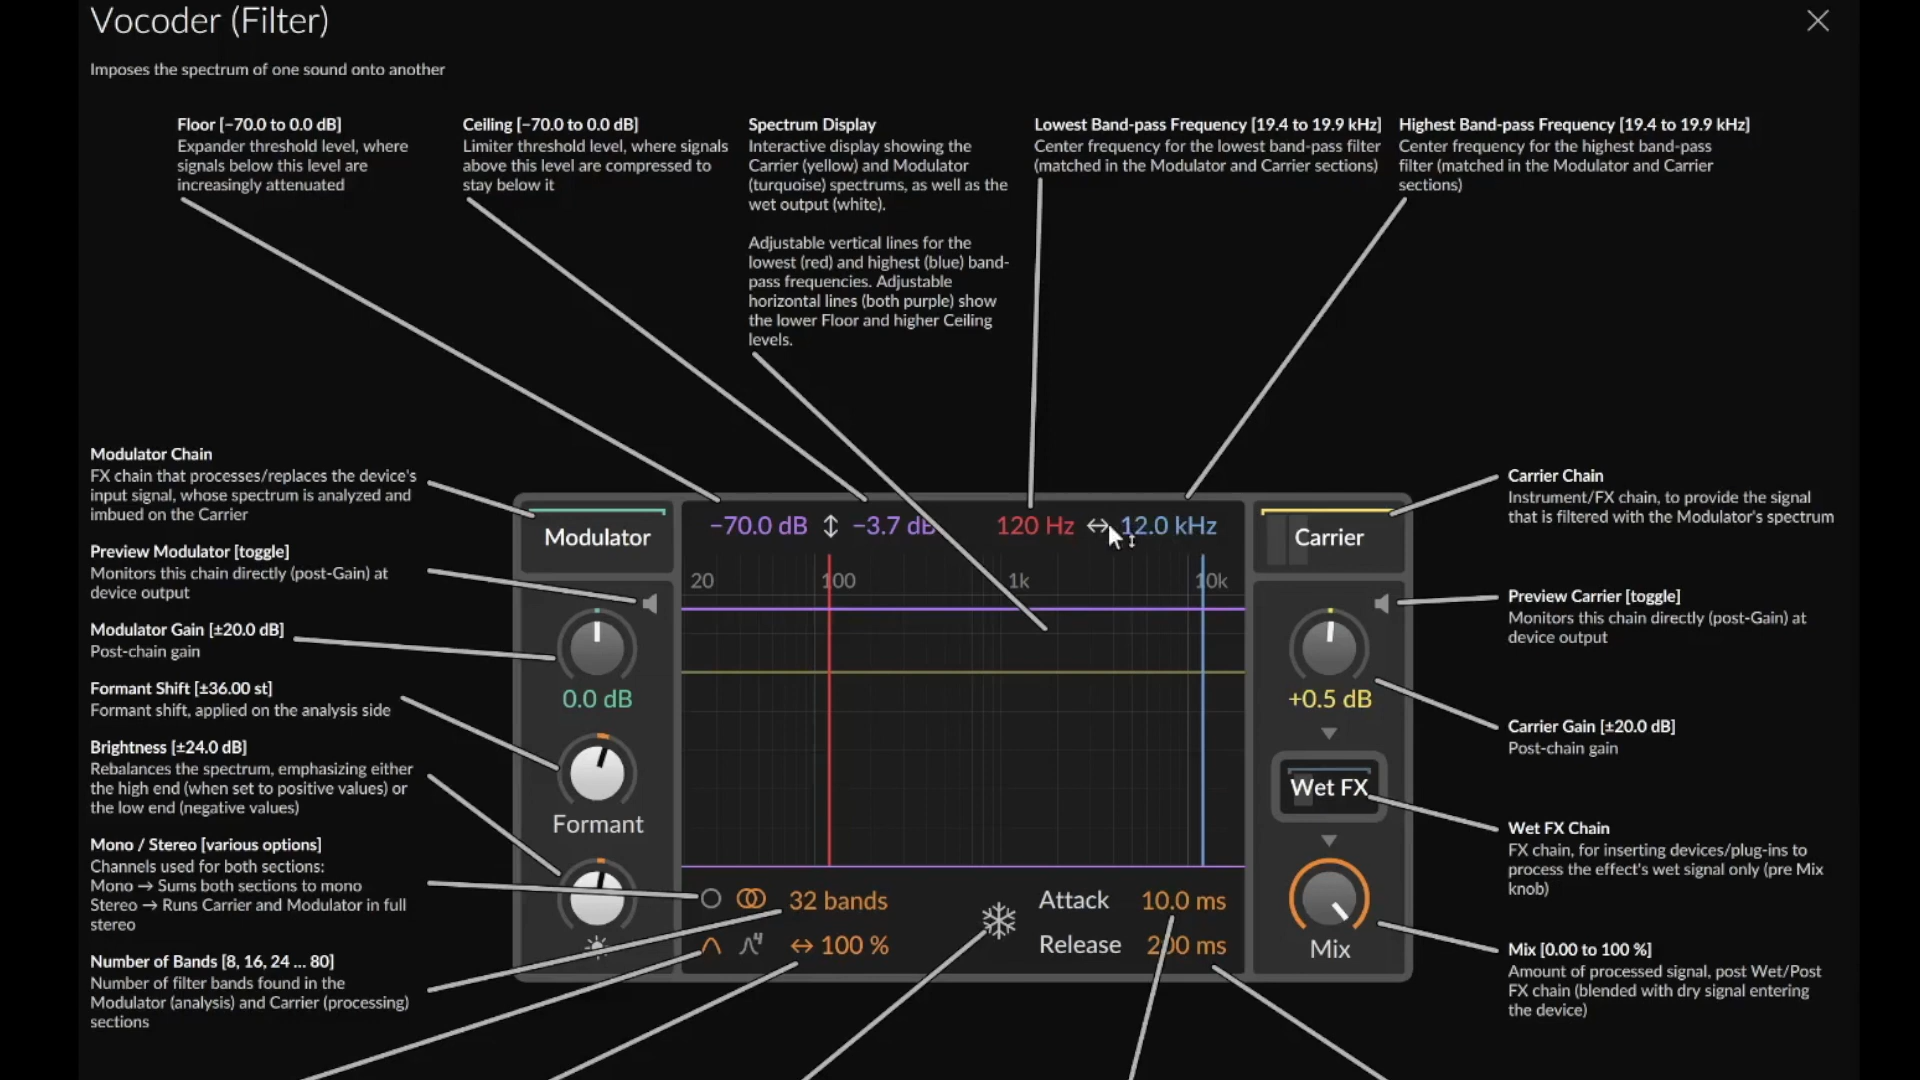 Vocoder (Filter)
Imposes the spectrum of one sound onto another
Floor [−70.0 to 0.0 dB]
Expander threshold level, where
signals below this level are
increasingly attenuated
Ceiling [−70.0 to 0.0 dB]
Limiter threshold level, where signals
above this level are compressed to
stay below it
Spectrum Display
Interactive display showing the
Carrier (yellow) and Modulator
(turquoise) spectrums, as well as the
wet output (white).
Adjustable vertical lines for the
lowest (red) and highest (blue) band-
pass frequencies. Adjustable
horizontal lines (both purple) show
the lower Floor and higher Ceiling
levels.
Lowest Band-pass Frequency [19.4 to 19.9 kHz]
Center frequency for the lowest band-pass filter
(matched in the Modulator and Carrier sections)
Highest Band-pass Frequency [19.4 to 19.9 kHz]
Center frequency for the highest band-pass
filter (matched in the Modulator and Carrier
sections)
Modulator Chain
FX chain that processes/replaces the device's
input signal, whose spectrum is analyzed and
imbued on the Carrier
Preview Modulator [toggle]
Monitors this chain directly (post-Gain) at
device output
Modulator Gain [±20.0 dB]
Post-chain gain
Formant Shift [±36.00 st]
Formant shift, applied on the analysis side
Brightness [±24.0 dB]
Rebalances the spectrum, emphasizing either
the high end (when set to positive values) or
the low end (negative values)
Mono / Stereo [various options]
Channels used for both sections:
Mono → Sums both sections to mono
Stereo → Runs Carrier and Modulator in full
stereo
Number of Bands [8, 16, 24 ... 80]
Number of filter bands found in the
Modulator (analysis) and Carrier (processing)
sections
Modulator
0.0 dB
Formant
−70.0 dB ↕ −3.7 dB
120 Hz ↔ 12.0 kHz
20 100 1k 10k
32 bands
4
↔ 100 %
Attack 10.0 ms
Release 200 ms
Carrier
+0.5 dB
Wet FX
Mix
Carrier Chain
Instrument/FX chain, to provide the signal
that is filtered with the Modulator's spectrum
Preview Carrier [toggle]
Monitors this chain directly (post-Gain) at
device output
Carrier Gain [±20.0 dB]
Post-chain gain
Wet FX Chain
FX chain, for inserting devices/plug-ins to
process the effect's wet signal only (pre Mix
knob)
Mix [0.00 to 100 %]
Amount of processed signal, post Wet/Post
FX chain (blended with dry signal entering
the device)